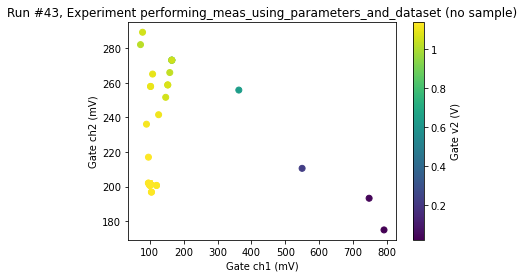 Run #43, Experiment performing_meas_using_parameters_and_dataset (no sample)
280
260
240
220
200
180
Gate ch2 (mV)
100 200 300 400 500 600 700 800
Gate ch1 (mV)
1
0.8
0.6
0.4
0.2
Gate v2 (V)